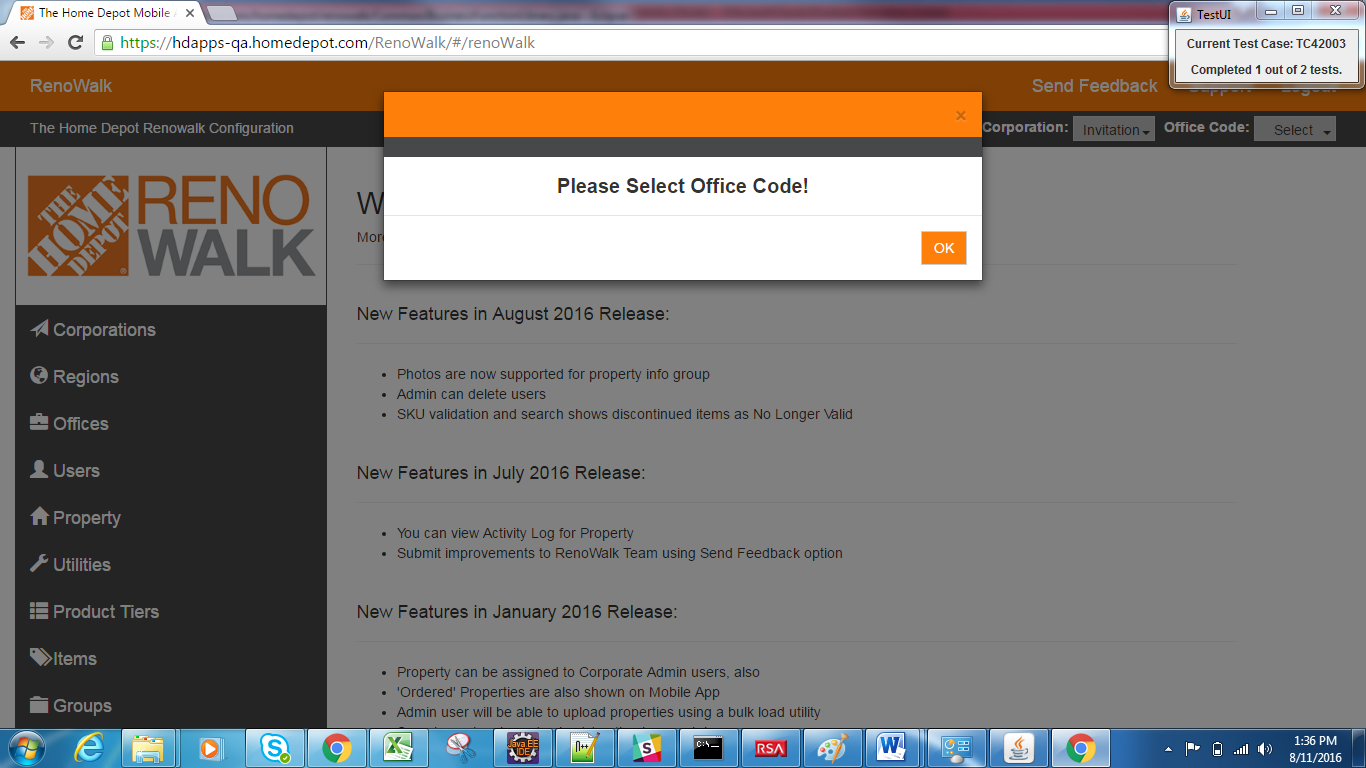 The Home Depot Mobile
TestUI
https://hdapps-qa.homedepot.com/RenoWalk/#/renoWalk
Current Test Case: TC42003
Completed 1 out of 2 tests.
RenoWalk
Send Feedback
Support
Logout
The Home Depot Renowalk Configuration
Corporation:
Invitation
Office Code:
Select
×
Please Select Office Code!
OK
THE HOME DEPOT
RENO
WALK
More
New Features in August 2016 Release:
Corporations
Regions
Offices
Users
Property
Utilities
Product Tiers
Items
Groups
• Photos are now supported for property info group
• Admin can delete users
• SKU validation and search shows discontinued items as No Longer Valid
New Features in July 2016 Release:
• You can view Activity Log for Property
• Submit improvements to RenoWalk Team using Send Feedback option
New Features in January 2016 Release:
• Property can be assigned to Corporate Admin users, also
• 'Ordered' Properties are also shown on Mobile App
• Admin user will be able to upload properties using a bulk load utility
Java EE
IDE
C:\
RSA
1:36 PM
8/11/2016